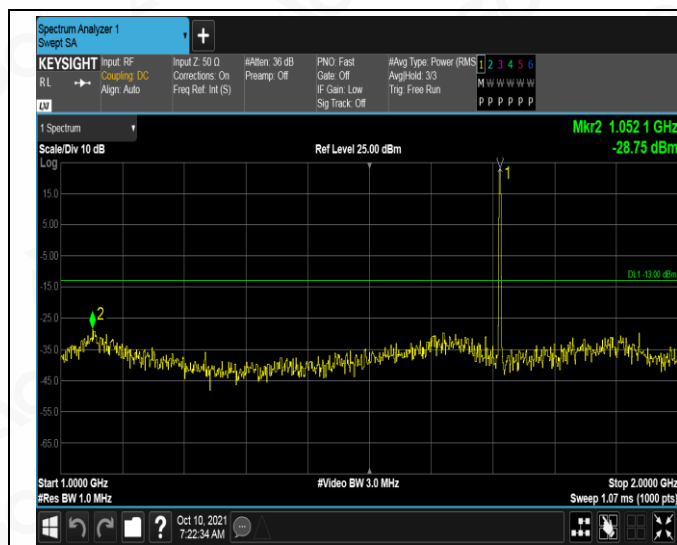 Spectrum Analyzer 1
Swept SA
+
KEYSIGHT Input: RF Input Z: 50 Ω #Atten: 36 dB PNO: Fast #Avg Type: Power (RMS 1 2 3 4 5 6
RL Coupling: DC Corrections: On Preamp: Off Gate: Off Avg|Hold: 3/3 M W W W W W
Align: Auto Freq Ref: Int (S) IF Gain: Low Trig: Free Run
Sig Track: Off P P P P P P
LXI
1 Spectrum
Mkr2 1.052 1 GHz
Scale/Div 10 dB Ref Level 25.00 dBm -28.75 dBm
Log
1
15.0
5.00
-5.00
DL1 -13.00 dBm
-15.0
2
-25.0
-35.0
-45.0
-55.0
-65.0
Start 1.0000 GHz #Video BW 3.0 MHz Stop 2.0000 GHz
#Res BW 1.0 MHz Sweep 1.07 ms (1000 pts)
? Oct 10, 2021
7:22:34 AM